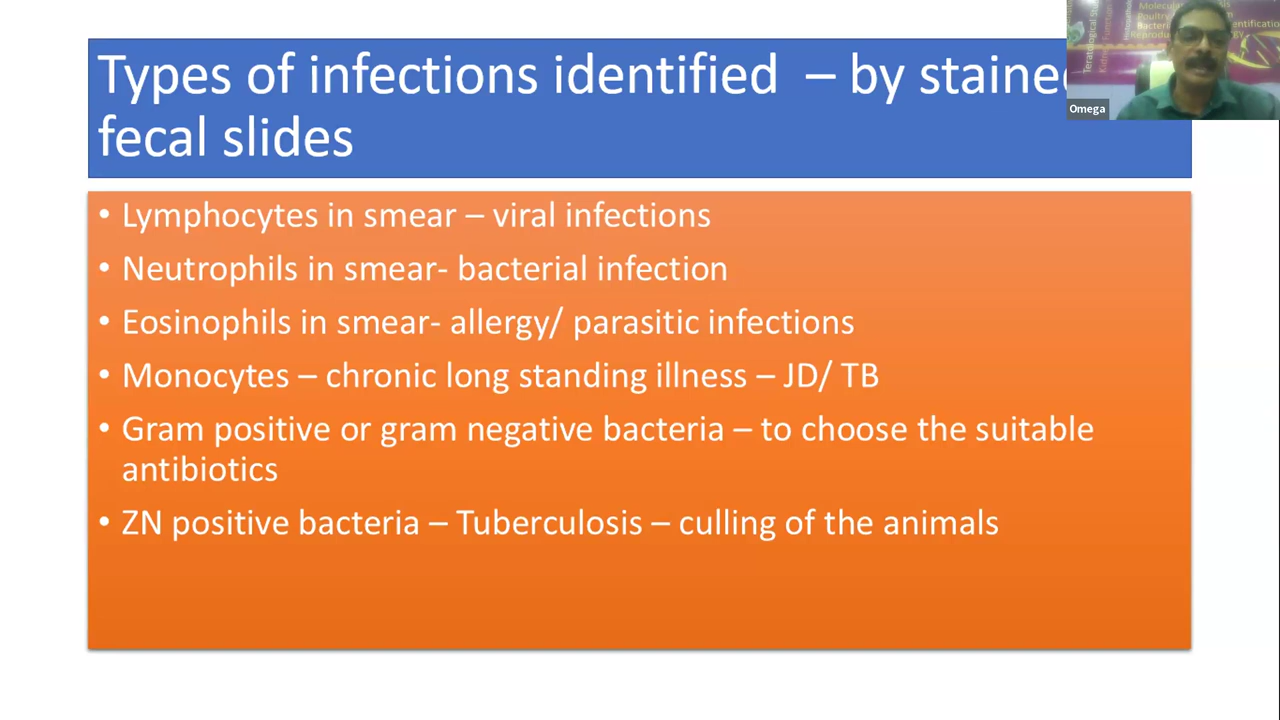 Types of infections identified – by stained
fecal slides
• Lymphocytes in smear – viral infections
• Neutrophils in smear- bacterial infection
• Eosinophils in smear- allergy/ parasitic infections
• Monocytes – chronic long standing illness – JD/ TB
• Gram positive or gram negative bacteria – to choose the suitable
antibiotics
• ZN positive bacteria – Tuberculosis – culling of the animals
Omega